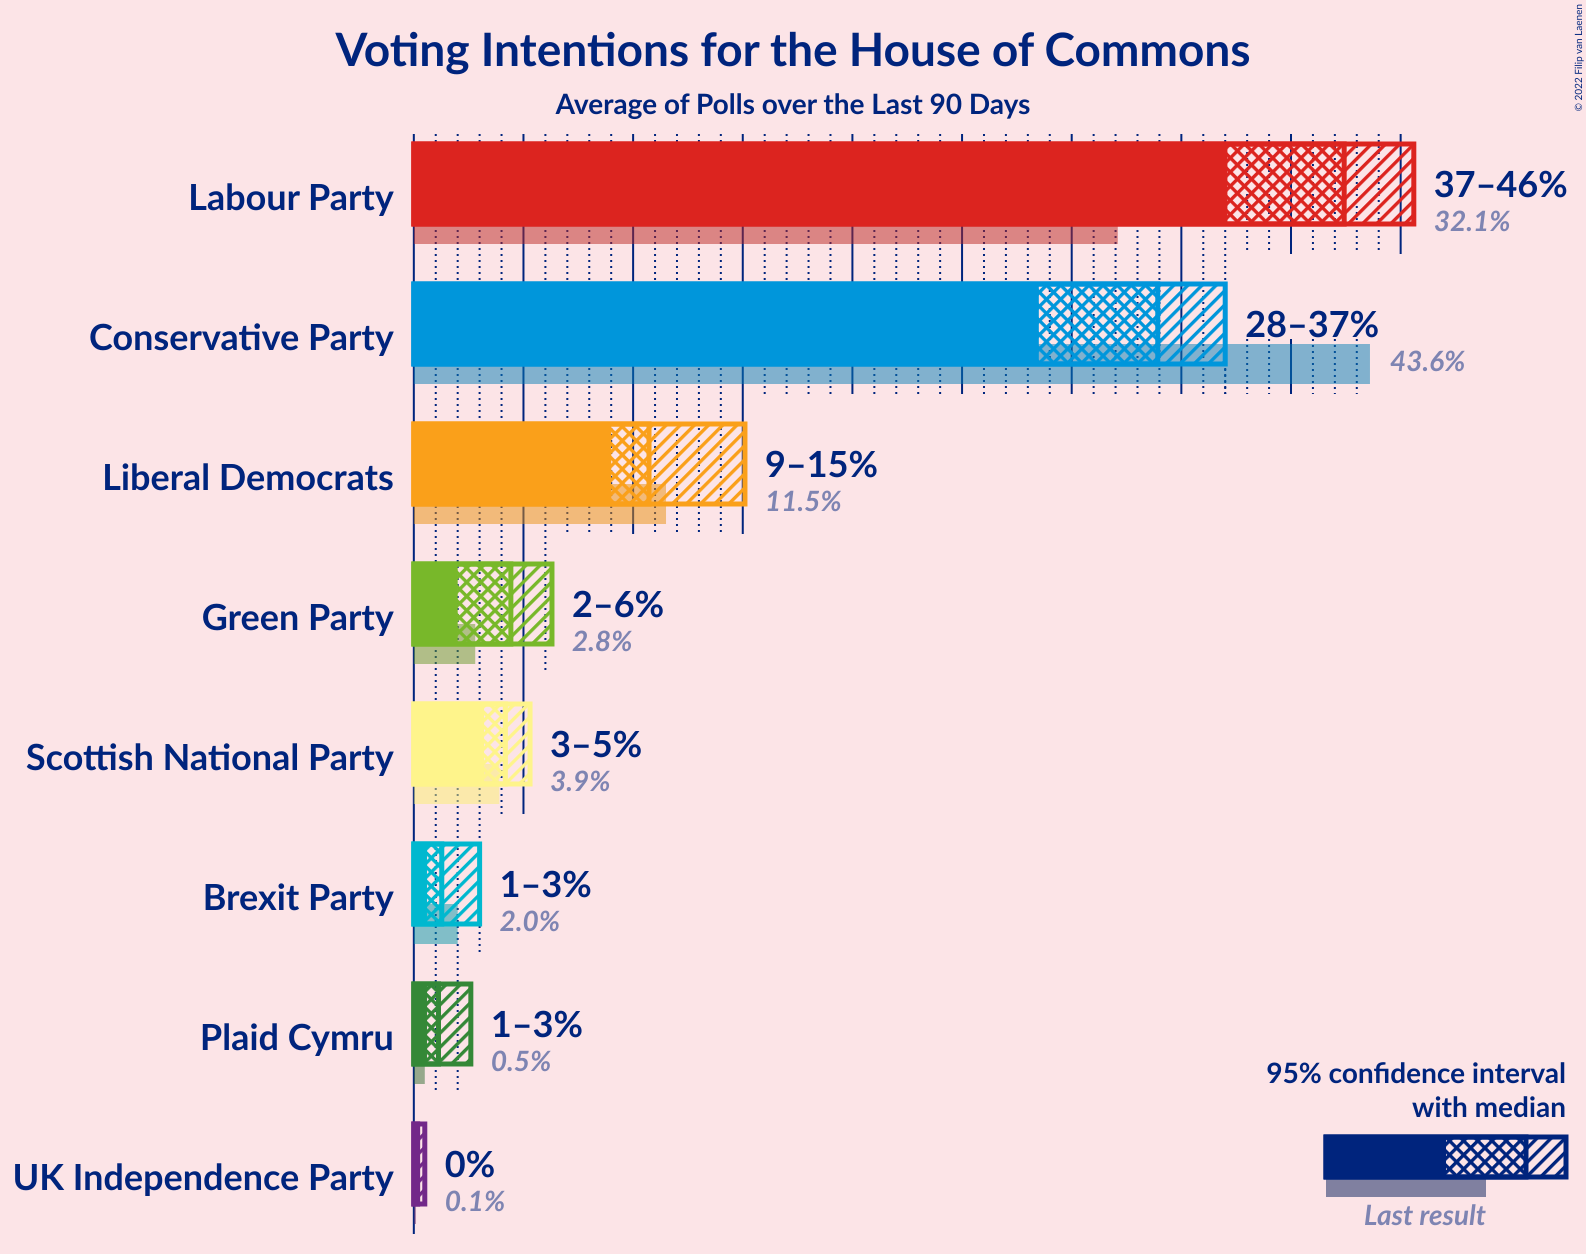 Voting Intentions for the House of Commons
Average of Polls over the Last 90 Days
© 2022 Filip van Laenen
Labour Party
37–46%
32.1%
Conservative Party
28–37%
43.6%
Liberal Democrats
9–15%
11.5%
Green Party
2–6%
2.8%
Scottish National Party
3–5%
3.9%
Brexit Party
1–3%
2.0%
Plaid Cymru
1–3%
0.5%
UK Independence Party
0%
0.1%
95% confidence interval
with median
Last result